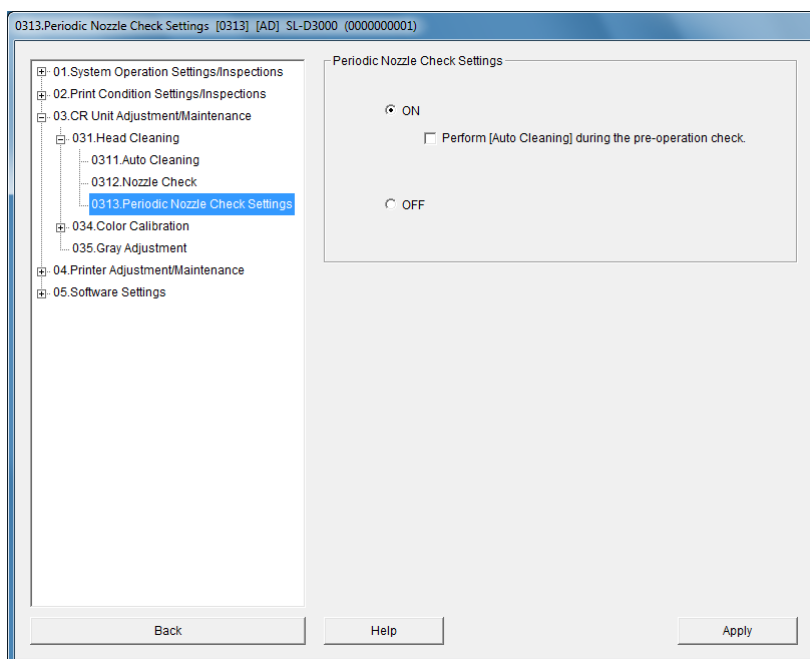 0313.Periodic Nozzle Check Settings [0313] [AD] SL-D3000 (0000000001)
01.System Operation Settings/Inspections
02.Print Condition Settings/Inspections
03.CR Unit Adjustment/Maintenance
031.Head Cleaning
0311.Auto Cleaning
0312.Nozzle Check
0313.Periodic Nozzle Check Settings
034.Color Calibration
035.Gray Adjustment
04.Printer Adjustment/Maintenance
05.Software Settings
Periodic Nozzle Check Settings
ON
Perform [Auto Cleaning] during the pre-operation check.
OFF
Back
Help
Apply